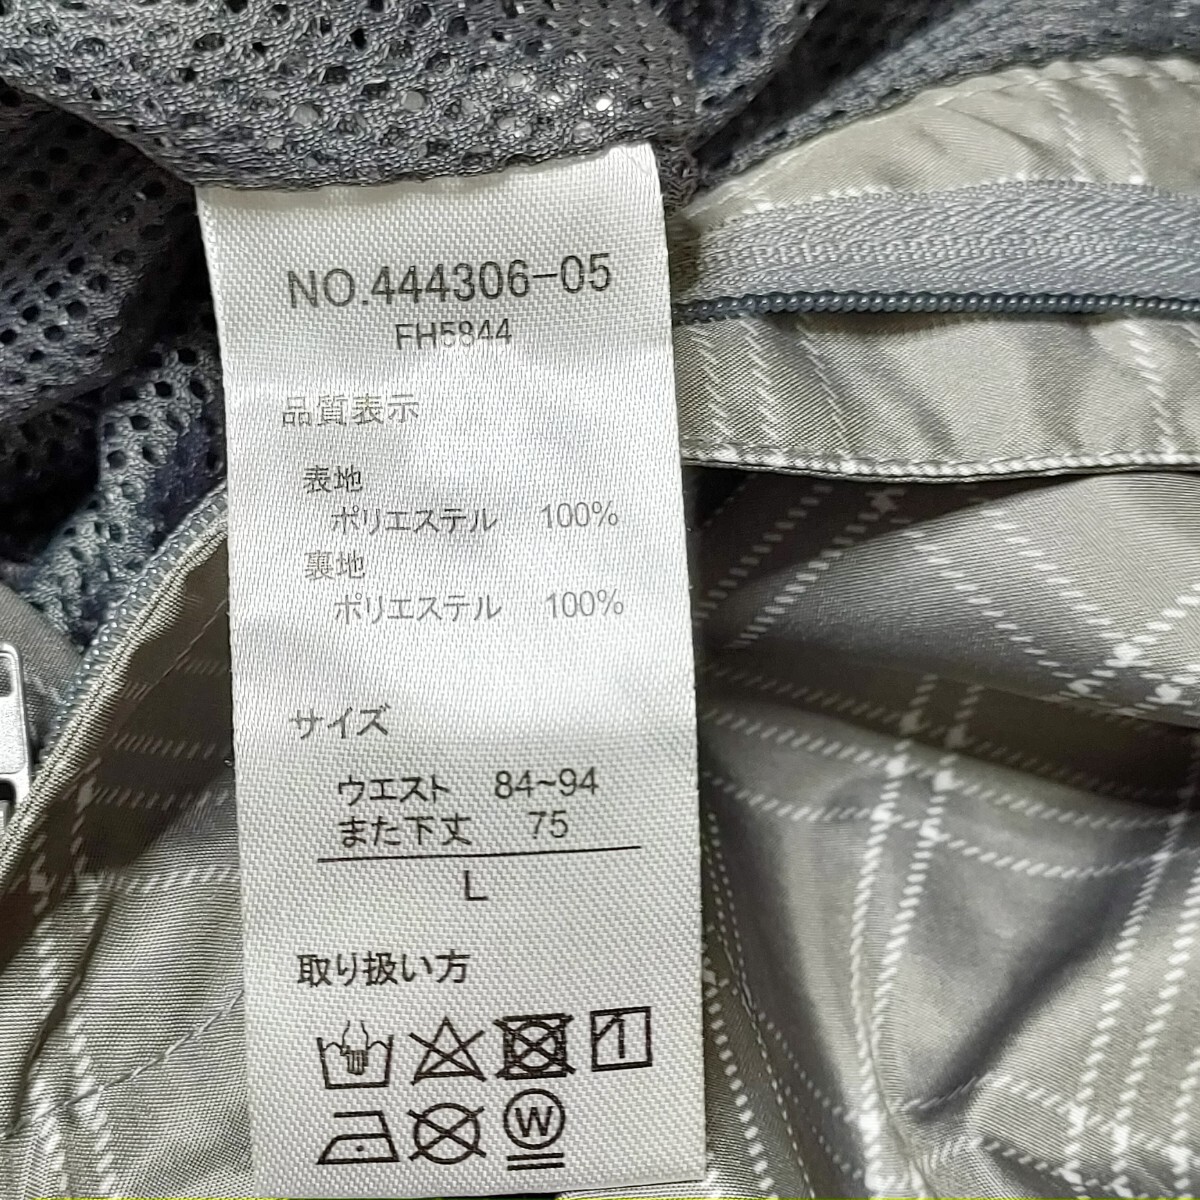 NO.444306-05
FH5844
品質表示
表地
ポリエステル 100%
裏地
ポリエステル 100%
サイズ
ウエスト 84~94
また下丈 75
L
取り扱い方
W